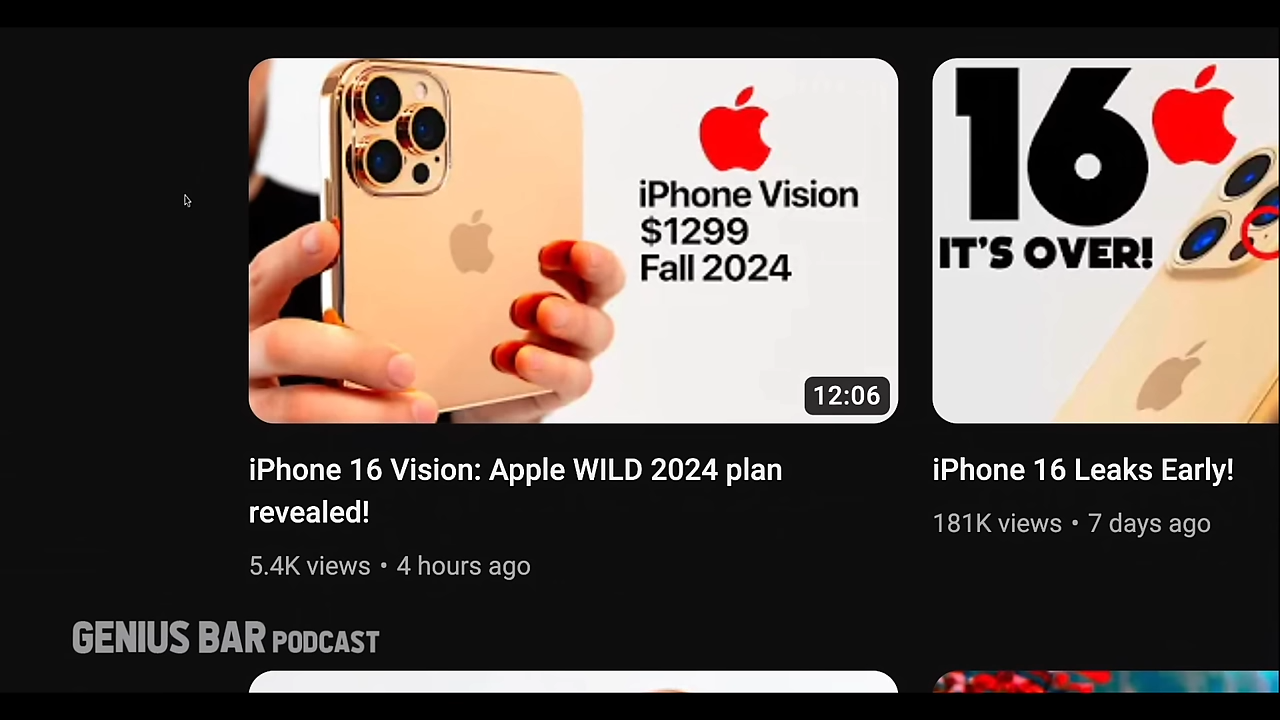 iPhone Vision
$1299
Fall 2024
12:06
iPhone 16 Vision: Apple WILD 2024 plan
revealed!
5.4K views • 4 hours ago
16
IT'S OVER!
iPhone 16 Leaks Early!
181K views • 7 days ago
GENIUS BAR PODCAST